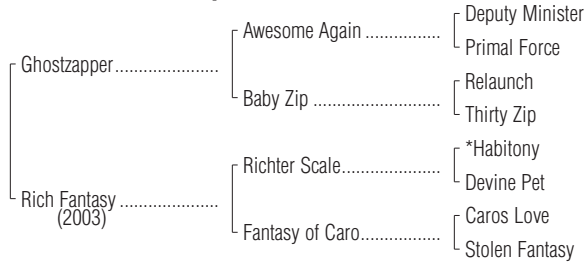 Deputy Minister
Awesome Again ..................
Primal Force
Ghostzapper.........................
Relaunch
Baby Zip ............................
Thirty Zip
*Habitony
Richter Scale......................
Devine Pet
Rich Fantasy ........................
(2003)
Caros Love
Fantasy of Caro...................
Stolen Fantasy